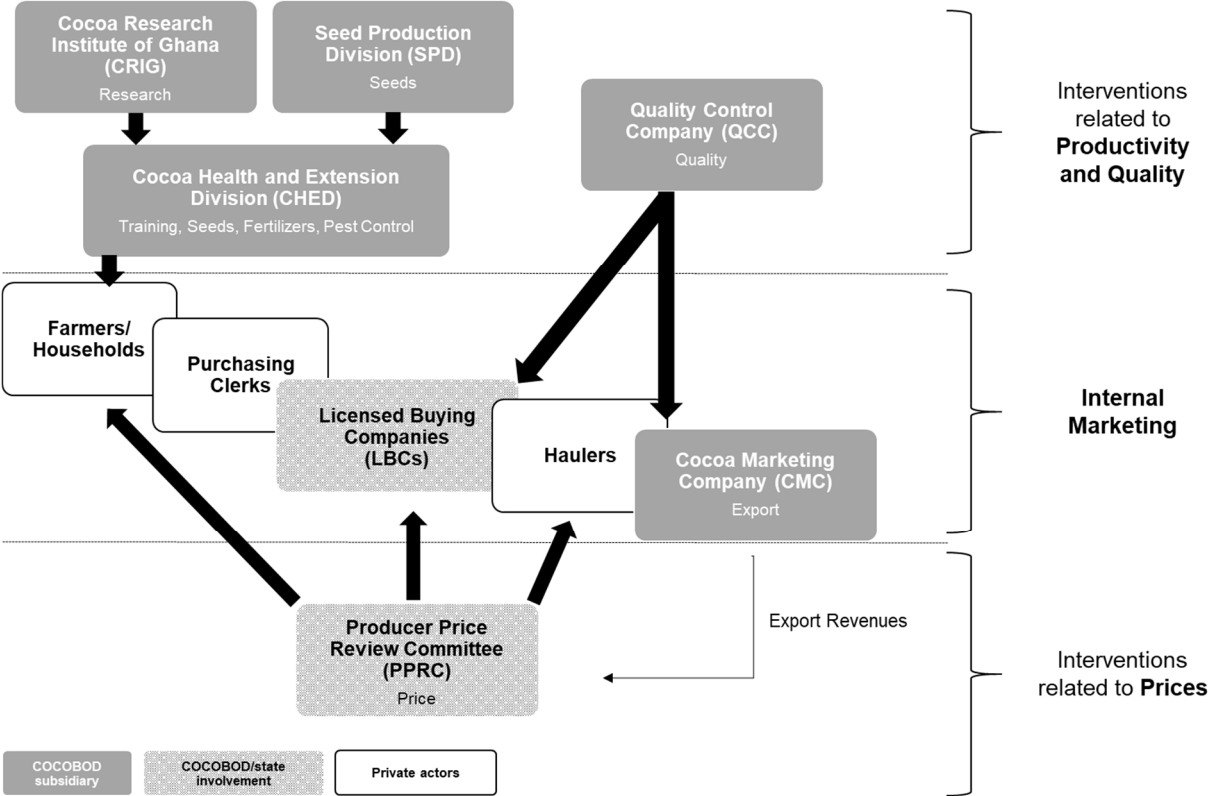 Cocoa Research
Institute of Ghana
(CRIG)
Research
Seed Production
Division (SPD)
Seeds
Quality Control
Company (QCC)
Quality
Interventions
related to
Productivity
and Quality
Cocoa Health and Extension
Division (CHED)
Training, Seeds, Fertilizers, Pest Control
Farmers/
Households
Purchasing
Clerks
Licensed Buying
Companies
(LBCs)
Haulers
Cocoa Marketing
Company (CMC)
Export
Internal
Marketing
Producer Price
Review Committee
(PPRC)
Price
Export Revenues
Interventions
related to Prices
COCOBOD
subsidiary
COCOBOD/state
involvement
Private actors